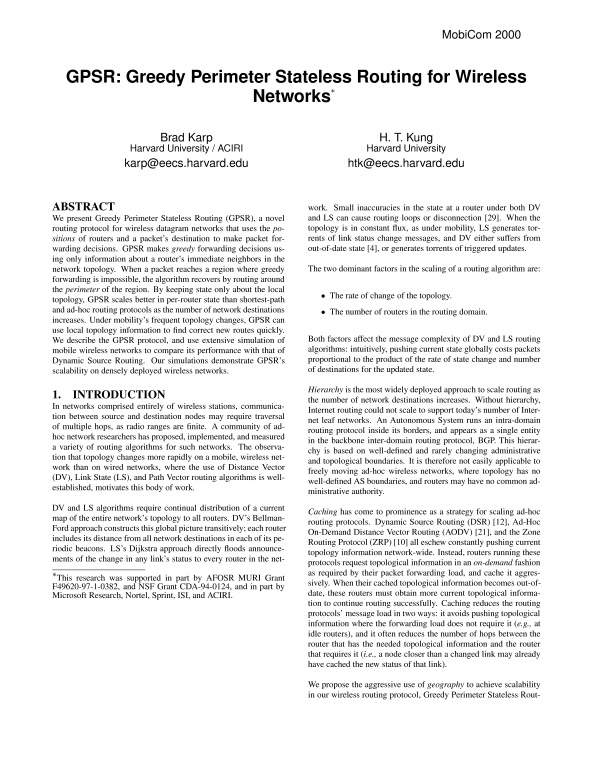 MobiCom 2000
GPSR: Greedy Perimeter Stateless Routing for Wireless
Networks*
Brad Karp
Harvard University / ACIRI
karp@eecs.harvard.edu
H. T. Kung
Harvard University
htk@eecs.harvard.edu
ABSTRACT
We present Greedy Perimeter Stateless Routing (GPSR), a novel
routing protocol for wireless datagram networks that uses the po-
sitions of routers and a packet's destination to make packet for-
warding decisions. GPSR makes greedy forwarding decisions us-
ing only information about a router's immediate neighbors in the
network topology. When a packet reaches a region where greedy
forwarding is impossible, the algorithm recovers by routing around
the perimeter of the region. By keeping state only about the local
topology, GPSR scales better in per-router state than shortest-path
and ad-hoc routing protocols as the number of network destinations
increases. Under mobility's frequent topology changes, GPSR can
use local topology information to find correct new routes quickly.
We describe the GPSR protocol, and use extensive simulation of
mobile wireless networks to compare its performance with that of
Dynamic Source Routing. Our simulations demonstrate GPSR's
scalability on densely deployed wireless networks.
1. INTRODUCTION
In networks comprised entirely of wireless stations, communica-
tion between source and destination nodes may require traversal
of multiple hops, as radio ranges are finite. A community of ad-
hoc network researchers has proposed, implemented, and measured
a variety of routing algorithms for such networks. The observa-
tion that topology changes more rapidly on a mobile, wireless net-
work than on wired networks, where the use of Distance Vector
(DV), Link State (LS), and Path Vector routing algorithms is well-
established, motivates this body of work.
DV and LS algorithms require continual distribution of a current
map of the entire network's topology to all routers. DV's Bellman-
Ford approach constructs this global picture transitively; each router
includes its distance from all network destinations in each of its pe-
riodic beacons. LS's Dijkstra approach directly floods announce-
ments of the change in any link's status to every router in the net-
*This research was supported in part by AFOSR MURI Grant
F49620-97-1-0382, and NSF Grant CDA-94-0124, and in part by
Microsoft Research, Nortel, Sprint, ISI, and ACIRI.
work. Small inaccuracies in the state at a router under both DV
and LS can cause routing loops or disconnection [29]. When the
topology is in constant flux, as under mobility, LS generates tor-
rents of link status change messages, and DV either suffers from
out-of-date state [4], or generates torrents of triggered updates.
The two dominant factors in the scaling of a routing algorithm are:
• The rate of change of the topology.
• The number of routers in the routing domain.
Both factors affect the message complexity of DV and LS routing
algorithms: intuitively, pushing current state globally costs packets
proportional to the product of the rate of state change and number
of destinations for the updated state.
Hierarchy is the most widely deployed approach to scale routing as
the number of network destinations increases. Without hierarchy,
Internet routing could not scale to support today's number of Inter-
net leaf networks. An Autonomous System runs an intra-domain
routing protocol inside its borders, and appears as a single entity
in the backbone inter-domain routing protocol, BGP. This hierar-
chy is based on well-defined and rarely changing administrative
and topological boundaries. It is therefore not easily applicable to
freely moving ad-hoc wireless networks, where topology has no
well-defined AS boundaries, and routers may have no common ad-
ministrative authority.
Caching has come to prominence as a strategy for scaling ad-hoc
routing protocols. Dynamic Source Routing (DSR) [12], Ad-Hoc
On-Demand Distance Vector Routing (AODV) [21], and the Zone
Routing Protocol (ZRP) [10] all eschew constantly pushing current
topology information network-wide. Instead, routers running these
protocols request topological information in an on-demand fashion
as required by their packet forwarding load, and cache it aggres-
sively. When their cached topological information becomes out-of-
date, these routers must obtain more current topological informa-
tion to continue routing successfully. Caching reduces the routing
protocols' message load in two ways: it avoids pushing topological
information where the forwarding load does not require it (e.g., at
idle routers), and it often reduces the number of hops between the
router that has the needed topological information and the router
that requires it (i.e., a node closer than a changed link may already
have cached the new status of that link).
We propose the aggressive use of geography to achieve scalability
in our wireless routing protocol, Greedy Perimeter Stateless Rout-